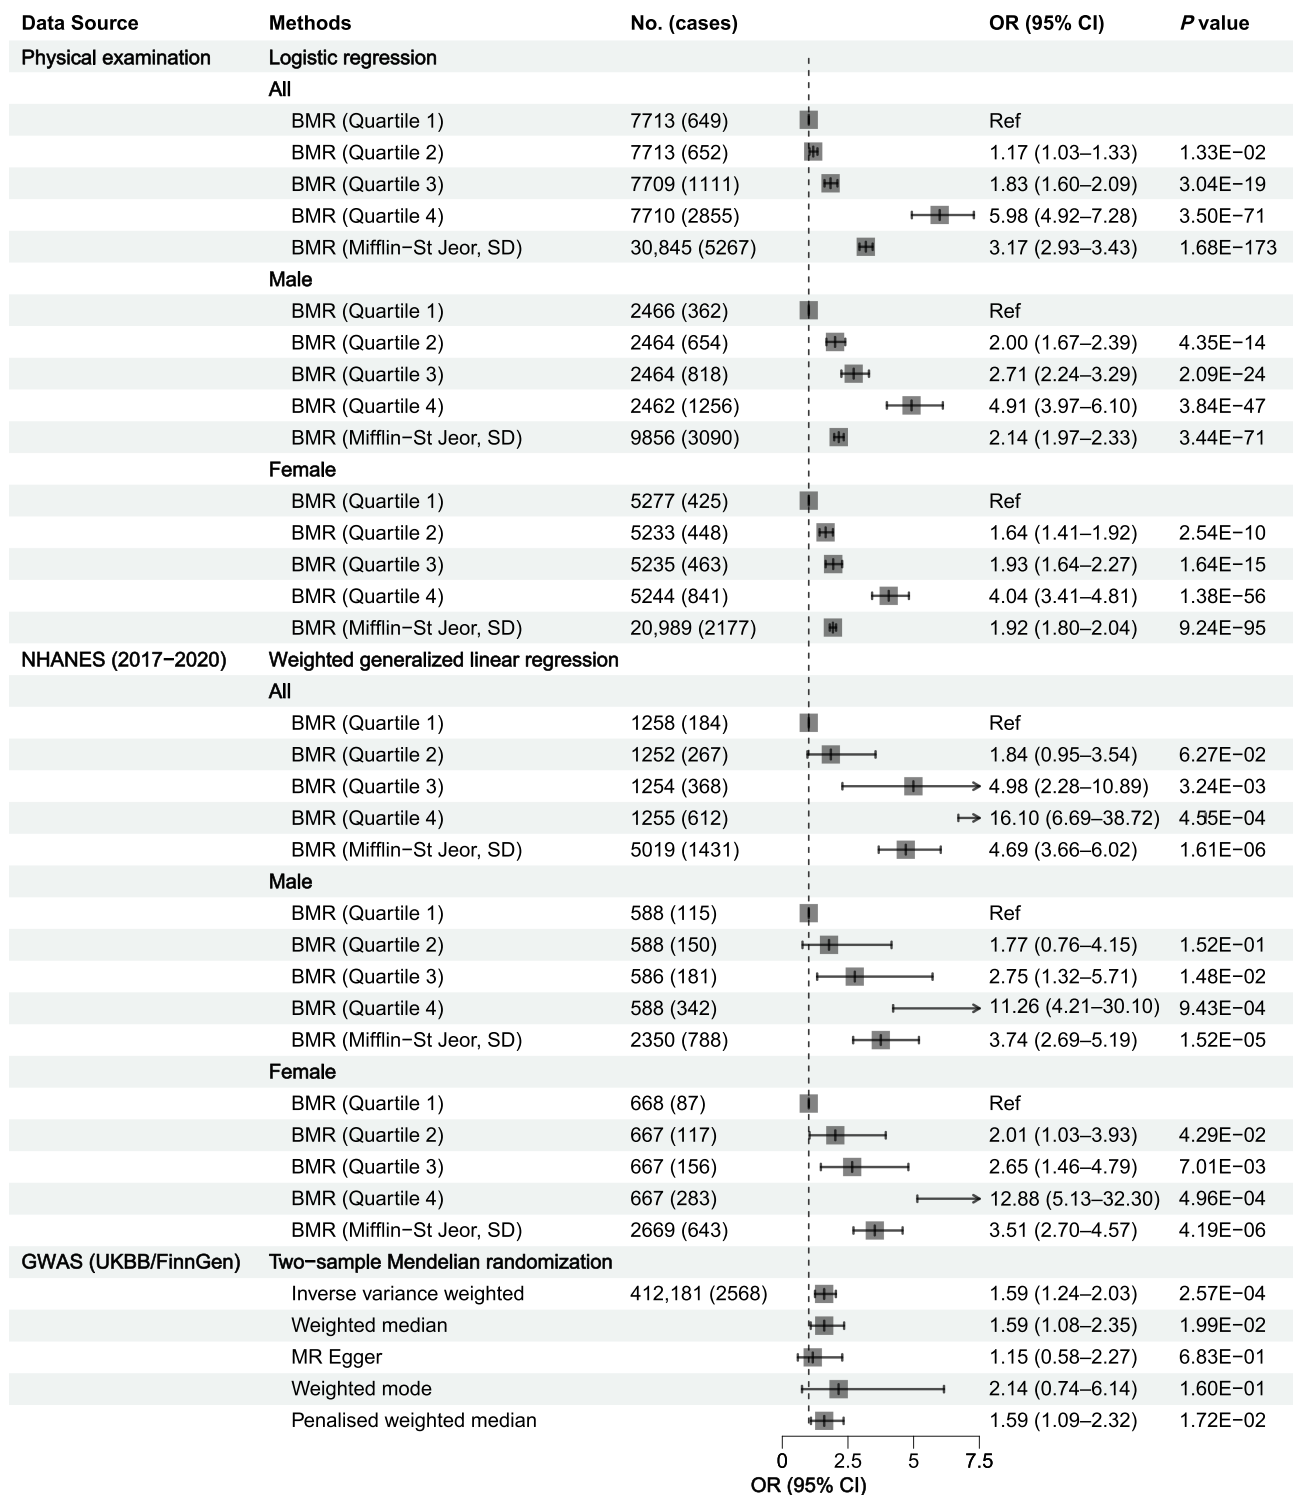 Data Source Methods No. (cases) OR (95% CI) P value
Physical examination Logistic regression
All
BMR (Quartile 1) 7713 (649) Ref
BMR (Quartile 2) 7713 (652) 1.17 (1.03–1.33) 1.33E−02
BMR (Quartile 3) 7709 (1111) 1.83 (1.60–2.09) 3.04E−19
BMR (Quartile 4) 7710 (2855) 5.98 (4.92–7.28) 3.50E−71
BMR (Mifflin−St Jeor, SD) 30,845 (5267) 3.17 (2.93–3.43) 1.68E−173
Male
BMR (Quartile 1) 2466 (362) Ref
BMR (Quartile 2) 2464 (654) 2.00 (1.67–2.39) 4.35E−14
BMR (Quartile 3) 2464 (818) 2.71 (2.24–3.29) 2.09E−24
BMR (Quartile 4) 2462 (1256) 4.91 (3.97–6.10) 3.84E−47
BMR (Mifflin−St Jeor, SD) 9856 (3090) 2.14 (1.97–2.33) 3.44E−71
Female
BMR (Quartile 1) 5277 (425) Ref
BMR (Quartile 2) 5233 (448) 1.64 (1.41–1.92) 2.54E−10
BMR (Quartile 3) 5235 (463) 1.93 (1.64–2.27) 1.64E−15
BMR (Quartile 4) 5244 (841) 4.04 (3.41–4.81) 1.38E−56
BMR (Mifflin−St Jeor, SD) 20,989 (2177) 1.92 (1.80–2.04) 9.24E−95
NHANES (2017−2020) Weighted generalized linear regression
All
BMR (Quartile 1) 1258 (184) Ref
BMR (Quartile 2) 1252 (267) 1.84 (0.95–3.54) 6.27E−02
BMR (Quartile 3) 1254 (368) 4.98 (2.28–10.89) 3.24E−03
BMR (Quartile 4) 1255 (612) 16.10 (6.69–38.72) 4.55E−04
BMR (Mifflin−St Jeor, SD) 5019 (1431) 4.69 (3.66–6.02) 1.61E−06
Male
BMR (Quartile 1) 588 (115) Ref
BMR (Quartile 2) 588 (150) 1.77 (0.76–4.15) 1.52E−01
BMR (Quartile 3) 586 (181) 2.75 (1.32–5.71) 1.48E−02
BMR (Quartile 4) 588 (342) 11.26 (4.21–30.10) 9.43E−04
BMR (Mifflin−St Jeor, SD) 2350 (788) 3.74 (2.69–5.19) 1.52E−05
Female
BMR (Quartile 1) 668 (87) Ref
BMR (Quartile 2) 667 (117) 2.01 (1.03–3.93) 4.29E−02
BMR (Quartile 3) 667 (156) 2.65 (1.46–4.79) 7.01E−03
BMR (Quartile 4) 667 (283) 12.88 (5.13–32.30) 4.96E−04
BMR (Mifflin−St Jeor, SD) 2669 (643) 3.51 (2.70–4.57) 4.19E−06
GWAS (UKBB/FinnGen) Two−sample Mendelian randomization
Inverse variance weighted 412,181 (2568) 1.59 (1.24–2.03) 2.57E−04
Weighted median 1.59 (1.08–2.35) 1.99E−02
MR Egger 1.15 (0.58–2.27) 6.83E−01
Weighted mode 2.14 (0.74–6.14) 1.60E−01
Penalised weighted median 1.59 (1.09–2.32) 1.72E−02
0 2.5 5 7.5
OR (95% CI)